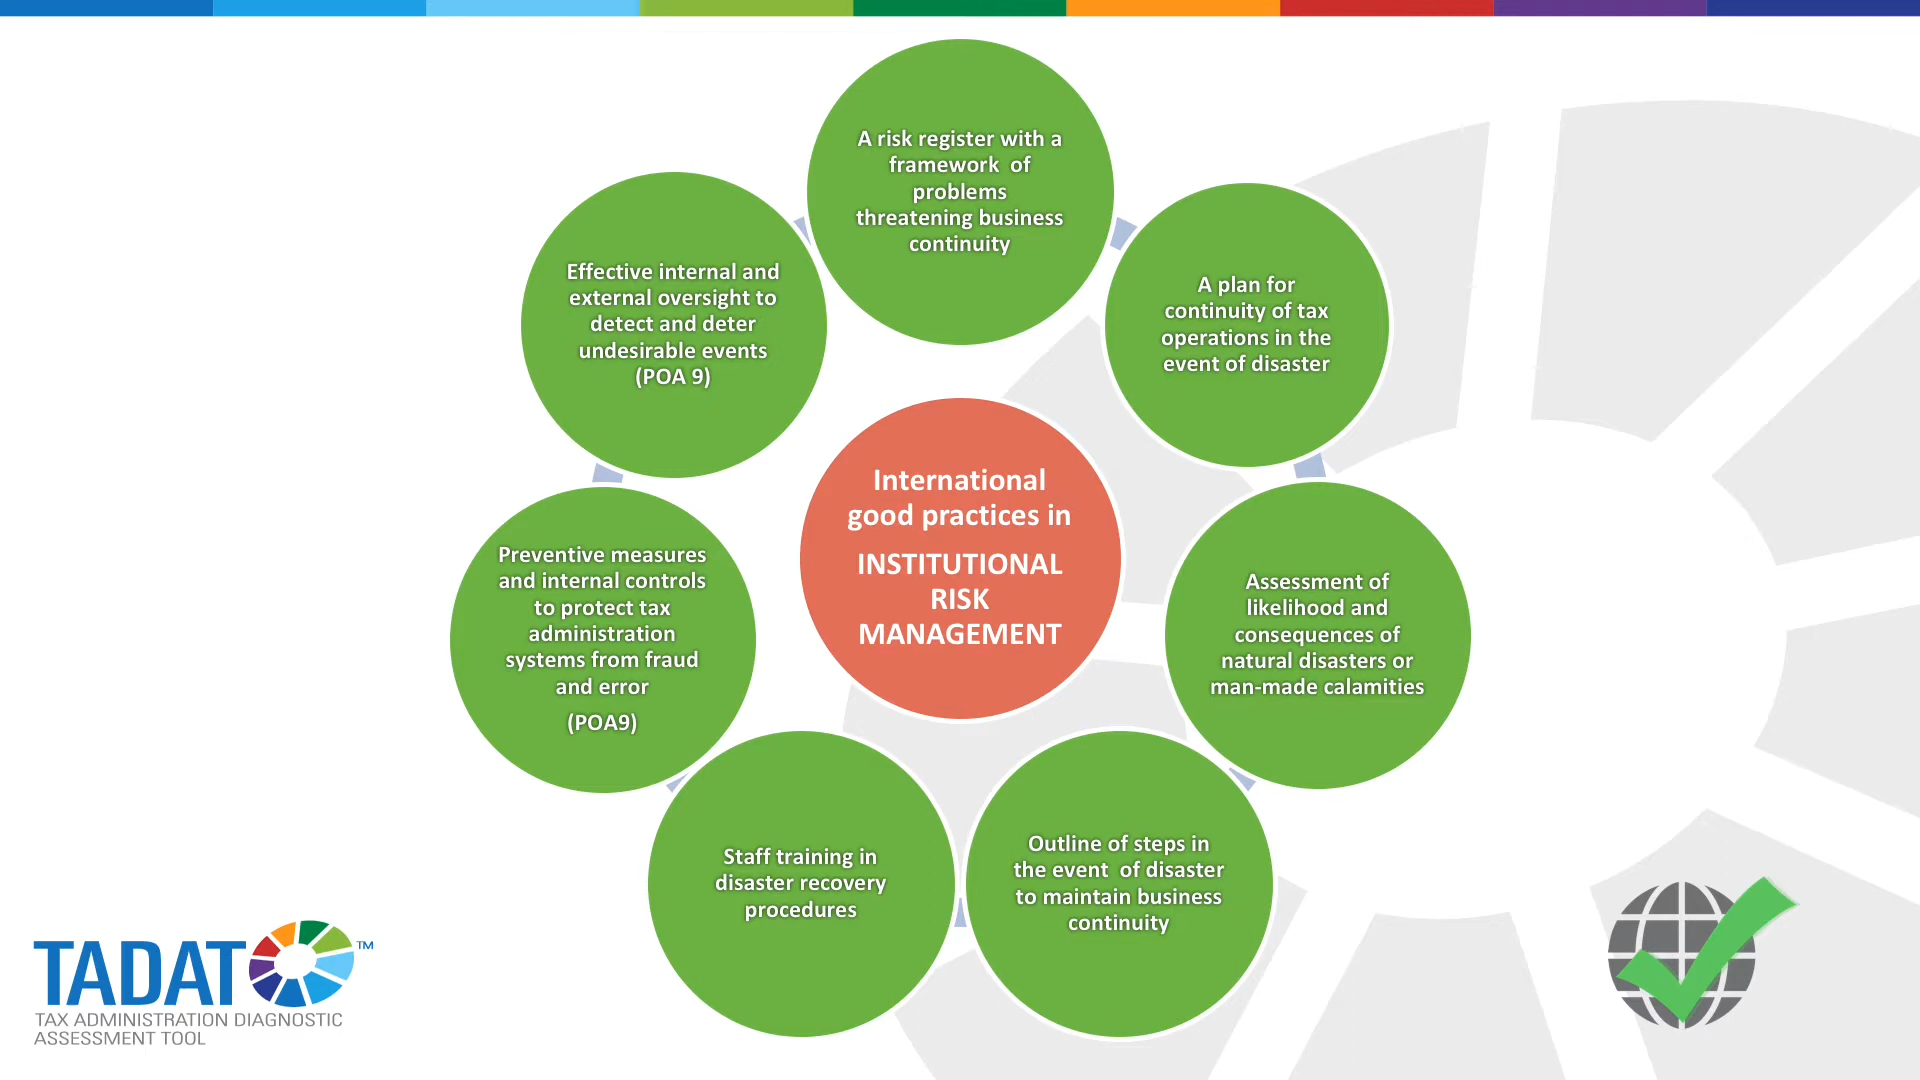 A risk register with a
framework of
problems
threatening business
continuity
A plan for
continuity of tax
operations in the
event of disaster
Assessment of
likelihood and
consequences of
natural disasters or
man-made calamities
Outline of steps in
the event of disaster
to maintain business
continuity
Staff training in
disaster recovery
procedures
Preventive measures
and internal controls
to protect tax
administration
systems from fraud
and error
(POA9)
Effective internal and
external oversight to
detect and deter
undesirable events
(POA 9)
International
good practices in
INSTITUTIONAL
RISK
MANAGEMENT
TADAT™
TAX ADMINISTRATION DIAGNOSTIC
ASSESSMENT TOOL